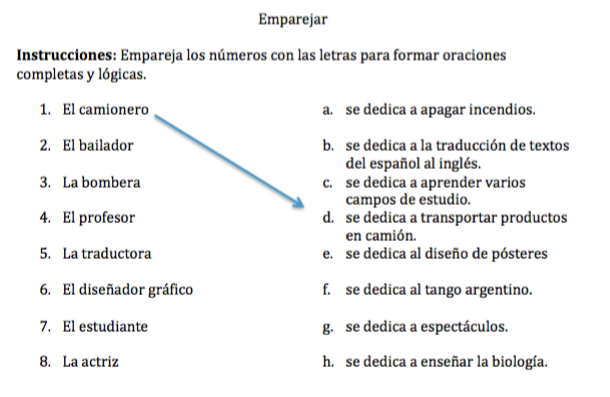 Emparejar
Instrucciones: Empareja los números con las letras para formar oraciones
completas y lógicas.
1. El camionero
2. El bailador
3. La bombera
4. El profesor
5. La traductora
6. El diseñador gráfico
7. El estudiante
8. La actriz
a. se dedica a apagar incendios.
b. se dedica a la traducción de textos
del español al inglés.
c. se dedica a aprender varios
campos de estudio.
d. se dedica a transportar productos
en camión.
e. se dedica al diseño de pósteres
f. se dedica al tango argentino.
g. se dedica a espectáculos.
h. se dedica a enseñar la biología.